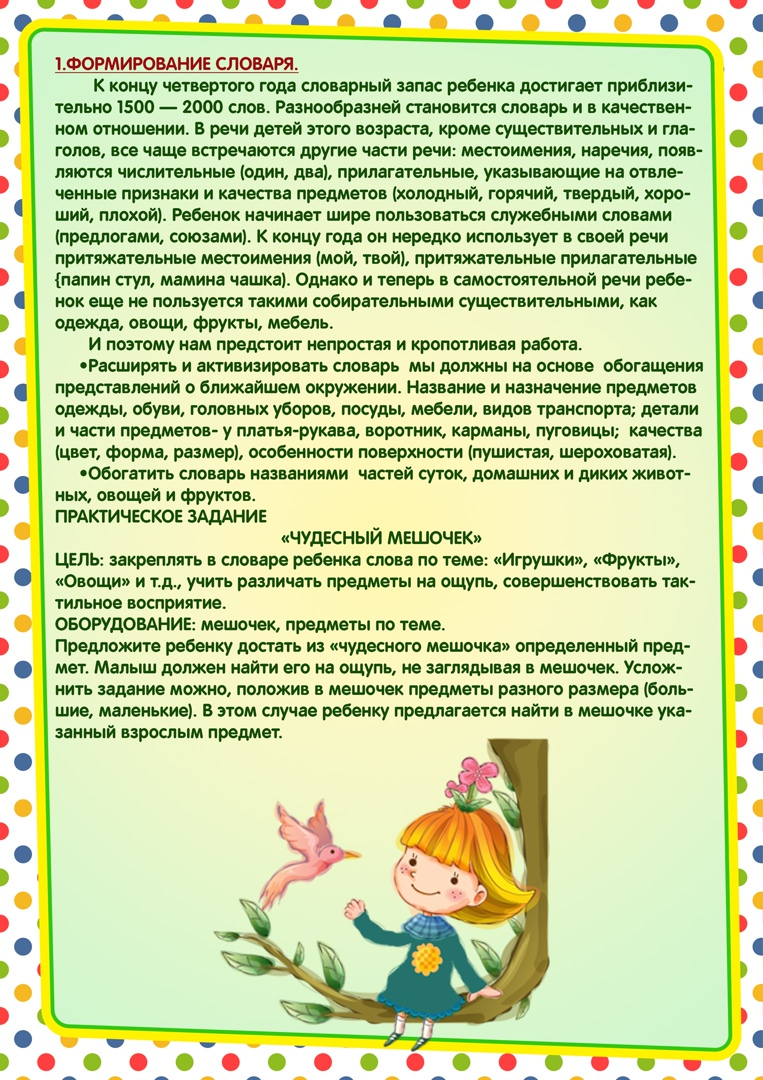 1.ФОРМИРОВАНИЕ СЛОВАРЯ.
К концу четвертого года словарный запас ребенка достигает приблизи-
тельно 1500 — 2000 слов. Разнообразней становится словарь и в качествен-
ном отношении. В речи детей этого возраста, кроме существительных и гла-
голов, все чаще встречаются другие части речи: местоимения, наречия, появ-
ляются числительные (один, два), прилагательные, указывающие на отвле-
ченные признаки и качества предметов (холодный, горячий, твердый, хоро-
ший, плохой). Ребенок начинает шире пользоваться служебными словами
(предлогами, союзами). К концу года он нередко использует в своей речи
притяжательные местоимения (мой, твой), притяжательные прилагательные
{папин стул, мамина чашка). Однако и теперь в самостоятельной речи ребе-
нок еще не пользуется такими собирательными существительными, как
одежда, овощи, фрукты, мебель.
И поэтому нам предстоит непростая и кропотливая работа.
•Расширять и активизировать словарь мы должны на основе обогащения
представлений о ближайшем окружении. Название и назначение предметов
одежды, обуви, головных уборов, посуды, мебели, видов транспорта; детали
и части предметов- у платья-рукава, воротник, карманы, пуговицы; качества
(цвет, форма, размер), особенности поверхности (пушистая, шероховатая).
•Обогатить словарь названиями частей суток, домашних и диких живот-
ных, овощей и фруктов.
ПРАКТИЧЕСКОЕ ЗАДАНИЕ
«ЧУДЕСНЫЙ МЕШОЧЕК»
ЦЕЛЬ: закреплять в словаре ребенка слова по теме: «Игрушки», «Фрукты»,
«Овощи» и т.д., учить различать предметы на ощупь, совершенствовать так-
тильное восприятие.
ОБОРУДОВАНИЕ: мешочек, предметы по теме.
Предложите ребенку достать из «чудесного мешочка» определенный пред-
мет. Малыш должен найти его на ощупь, не заглядывая в мешочек. Услож-
нить задание можно, положив в мешочек предметы разного размера (боль-
шие, маленькие). В этом случае ребенку предлагается найти в мешочке ука-
занный взрослым предмет.